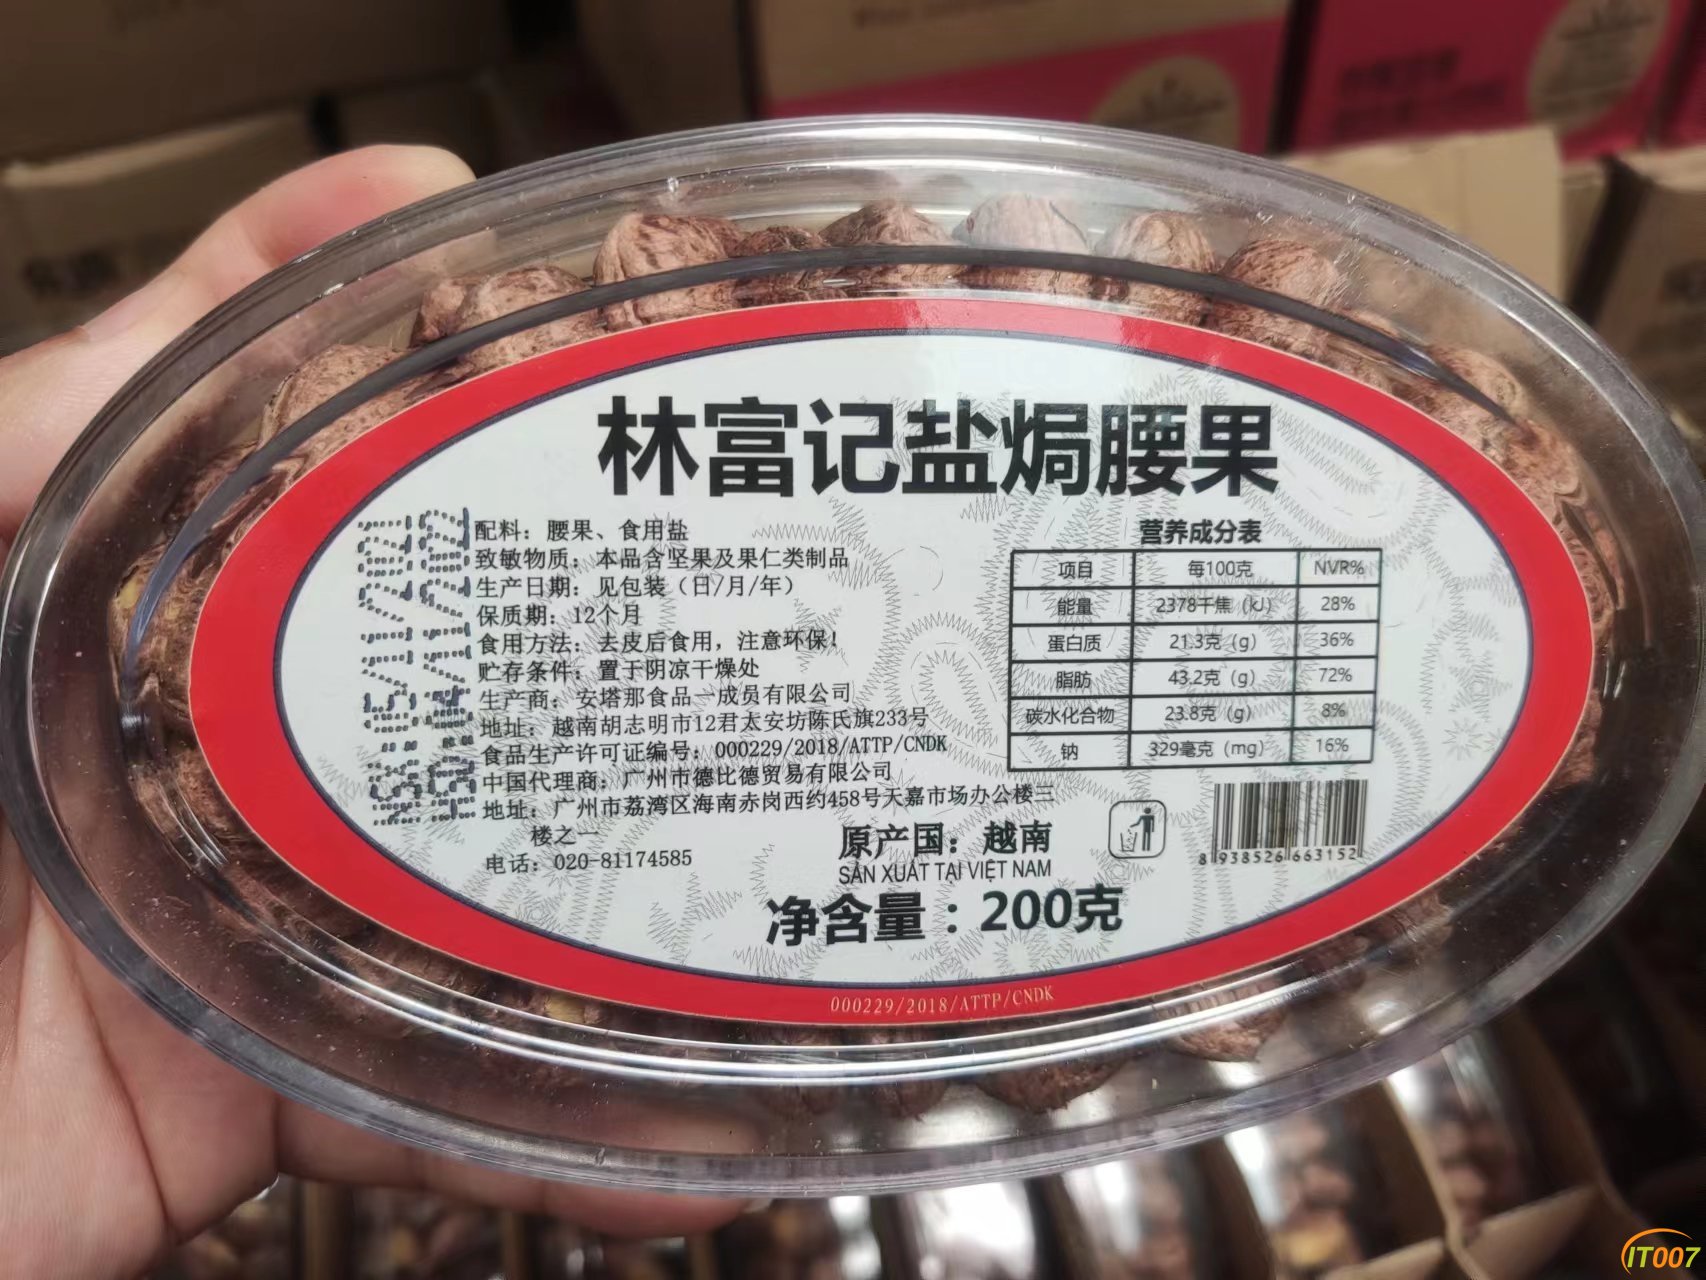 林富记盐焗腰果
配料：腰果、食用盐
致敏物质：本品含坚果及果仁类制品
生产日期：见包装（日/月/年）
保质期：12个月
食用方法：去皮后食用，注意环保！
贮存条件：置于阴凉干燥处
生产商：安塔那食品一成员有限公司
地址：越南胡志明市12君太安坊陈氏旗233号
食品生产许可证编号：000229/2018/ATTP/CNDK
中国代理商：广州市德比德贸易有限公司
地址：广州市荔湾区海南赤岗西约458号天嘉市场办公楼三
楼之一
电话：020-81174585
营养成分表
项目 每100克 NVR%
能量 2378千焦（kJ） 28%
蛋白质 21.3克（g） 36%
脂肪 43.2克（g） 72%
碳水化合物 23.8克（g） 8%
钠 329毫克（mg） 16%
原产国：越南
SẢN XUẤT TẠI VIỆT NAM
8 938526 663152
净含量：200克
000229/2018/ATTP/CNDK
IT007